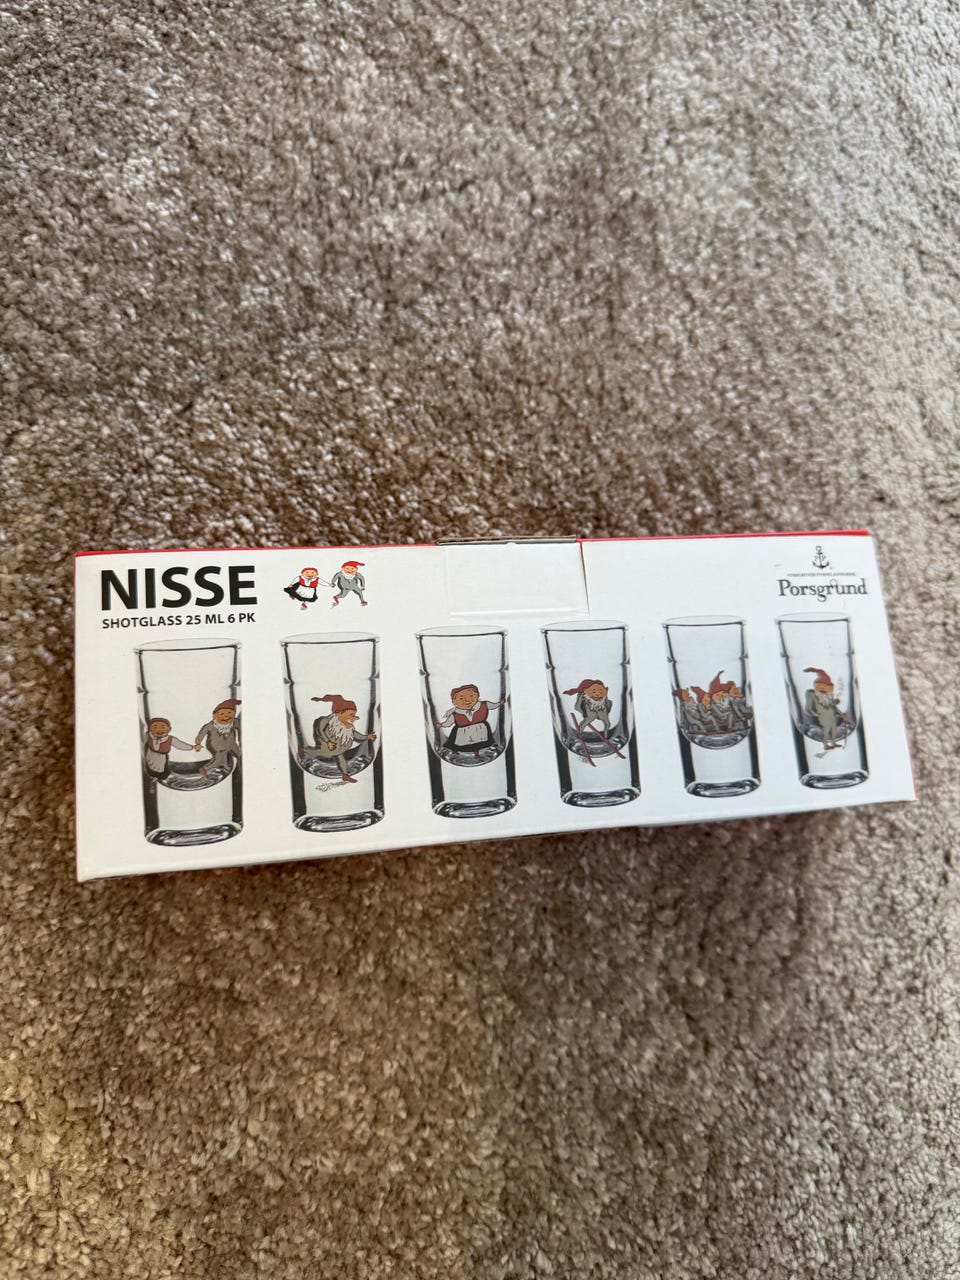 NISSE
SHOTGLASS 25 ML 6 PK
Porsgrund